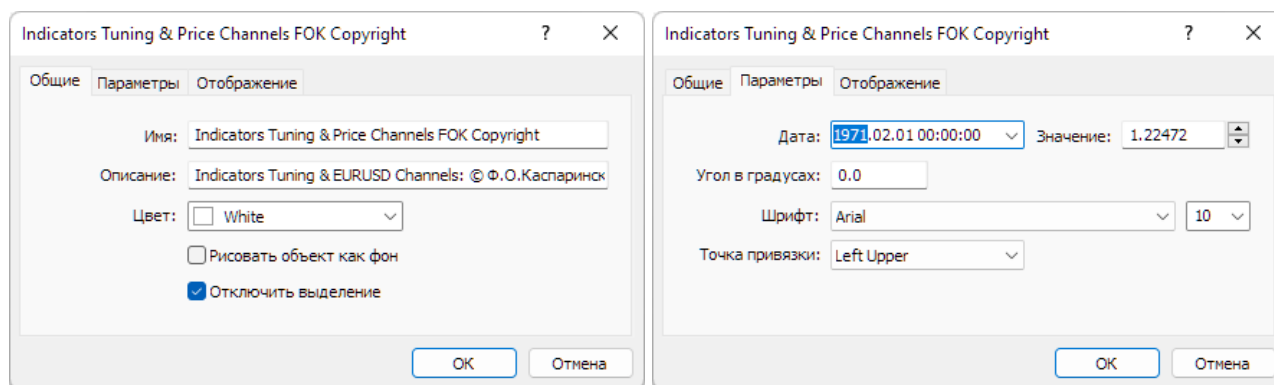 Indicators Tuning & Price Channels FOK Copyright ?
Общие Параметры Отображение
Имя: Indicators Tuning & Price Channels FOK Copyright
Описание: Indicators Tuning & EURUSD Channels: © Ф.О.Каспаринск
Цвет: White
Рисовать объект как фон
Отключить выделение
OK Отмена
Indicators Tuning & Price Channels FOK Copyright ?
Общие Параметры Отображение
Дата: 1971.02.01 00:00:00 Значение: 1.22472
Угол в градусах: 0.0
Шрифт: Arial 10
Точка привязки: Left Upper
OK Отмена